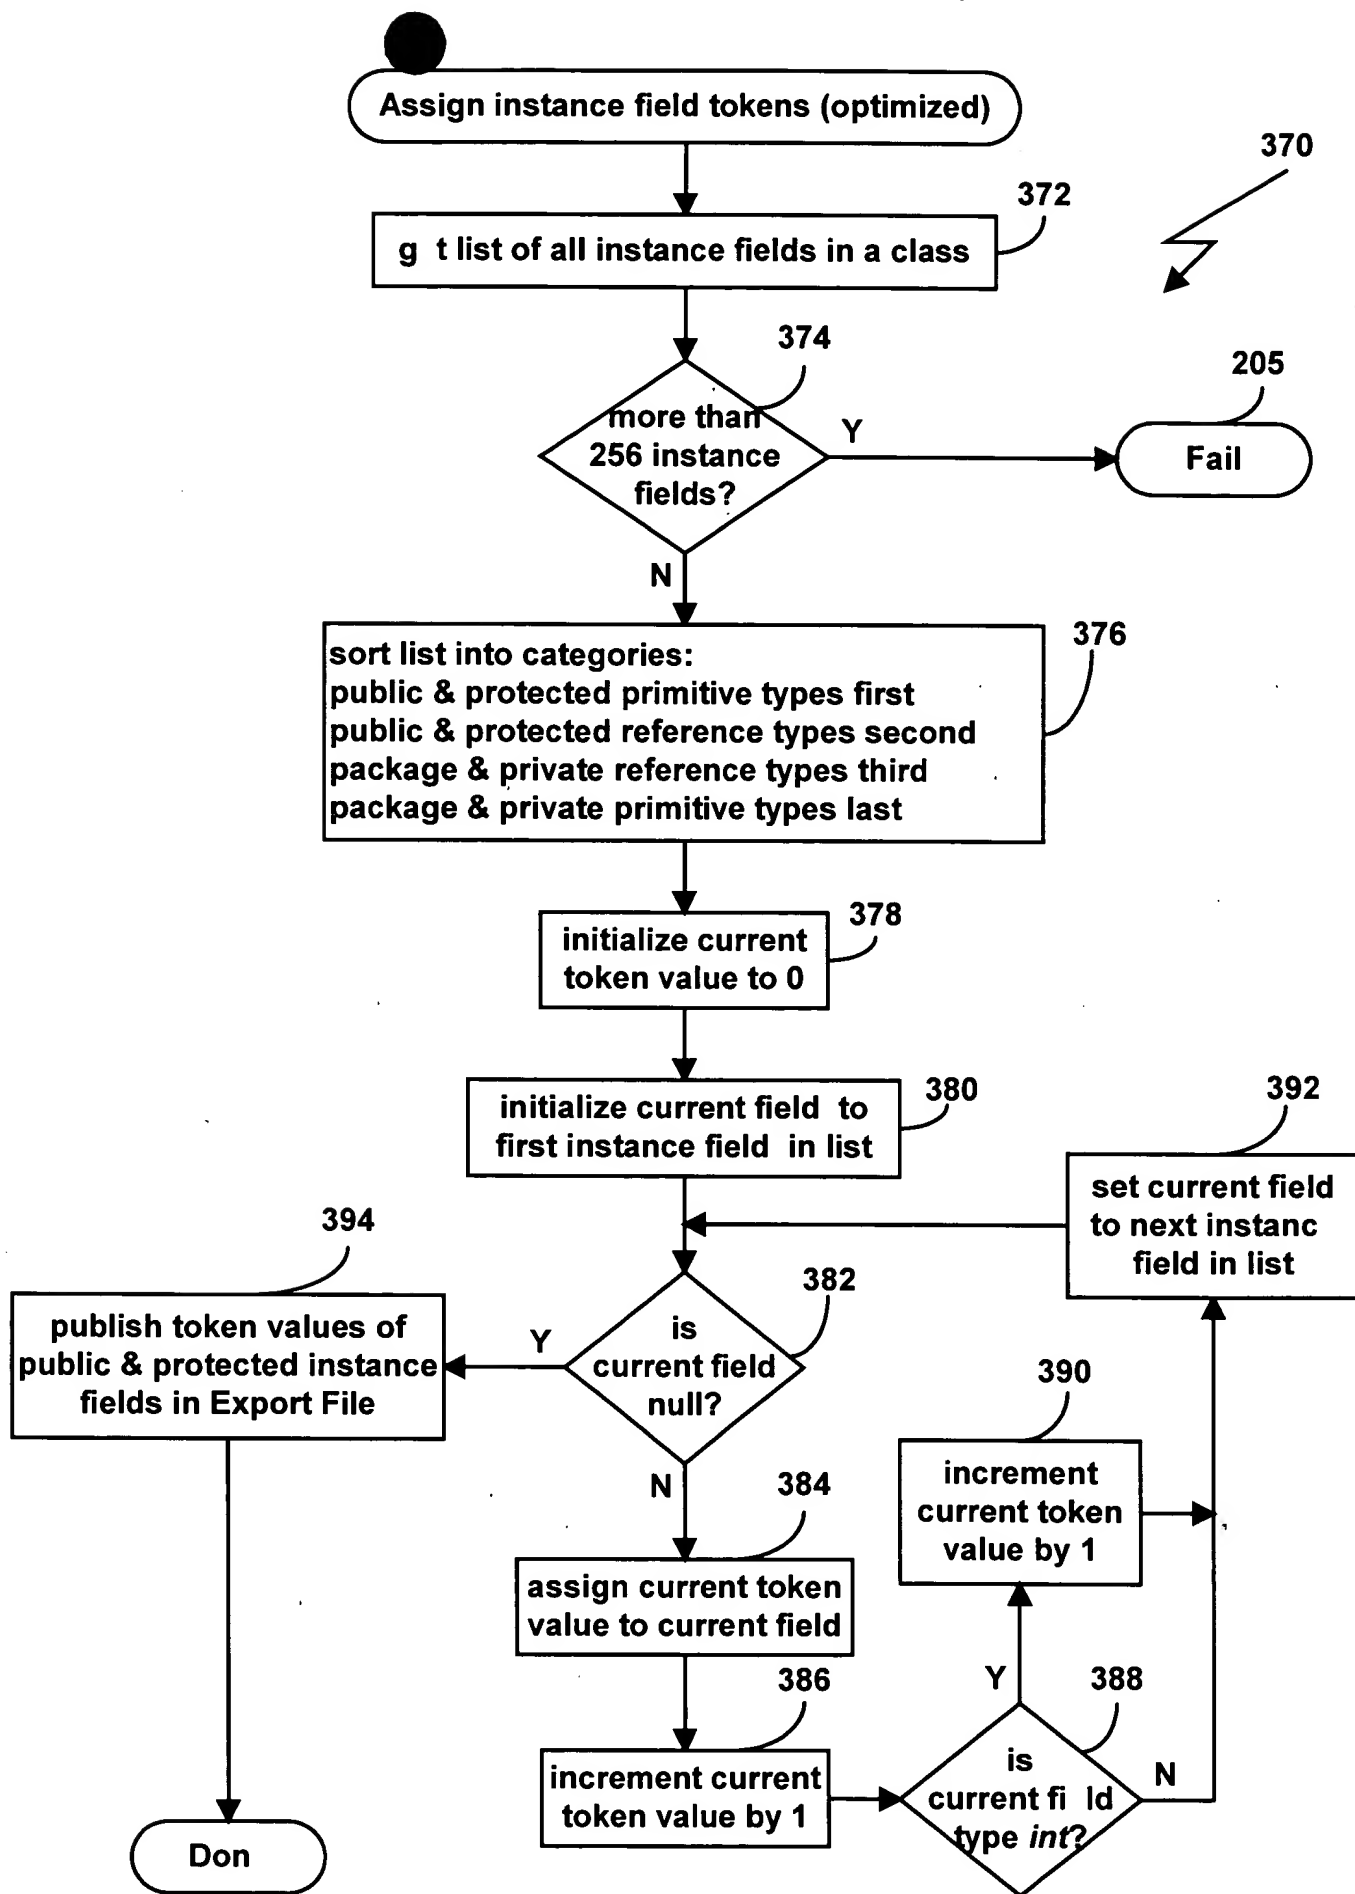 Assign instance field tokens (optimized)
370
372
g t list of all instance fields in a class
374
more than
256 instance
fields?
Y
205
Fail
N
376
sort list into categories:
public & protected primitive types first
public & protected reference types second
package & private reference types third
package & private primitive types last
378
initialize current
token value to 0
380
initialize current field to
first instance field in list
392
set current field
to next instanc
field in list
394
publish token values of
public & protected instance
fields in Export File
Y
382
is
current field
null?
390
increment
current token
value by 1
N
384
assign current token
value to current field
386
increment current
token value by 1
Y
388
is
current fi ld
type int?
N
Don